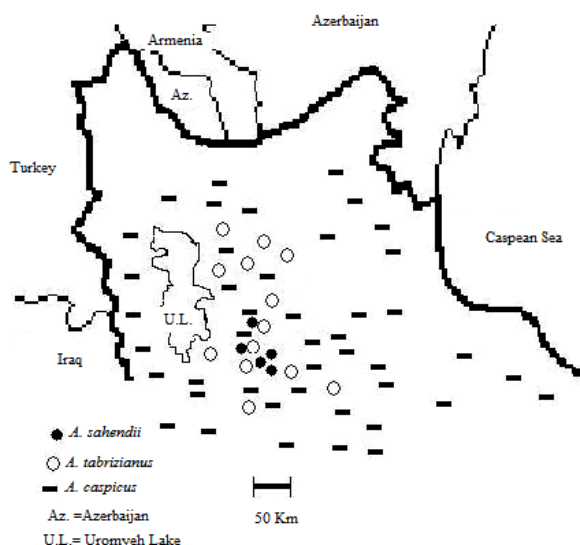 Azerbaijan
Armenia
Az.
Turkey
Caspean Sea
U.L.
Iraq
A. sahendii
A. tabrizianus
A. caspicus
Az. =Azerbaijan
50 Km
U.L.= Uromyeh Lake